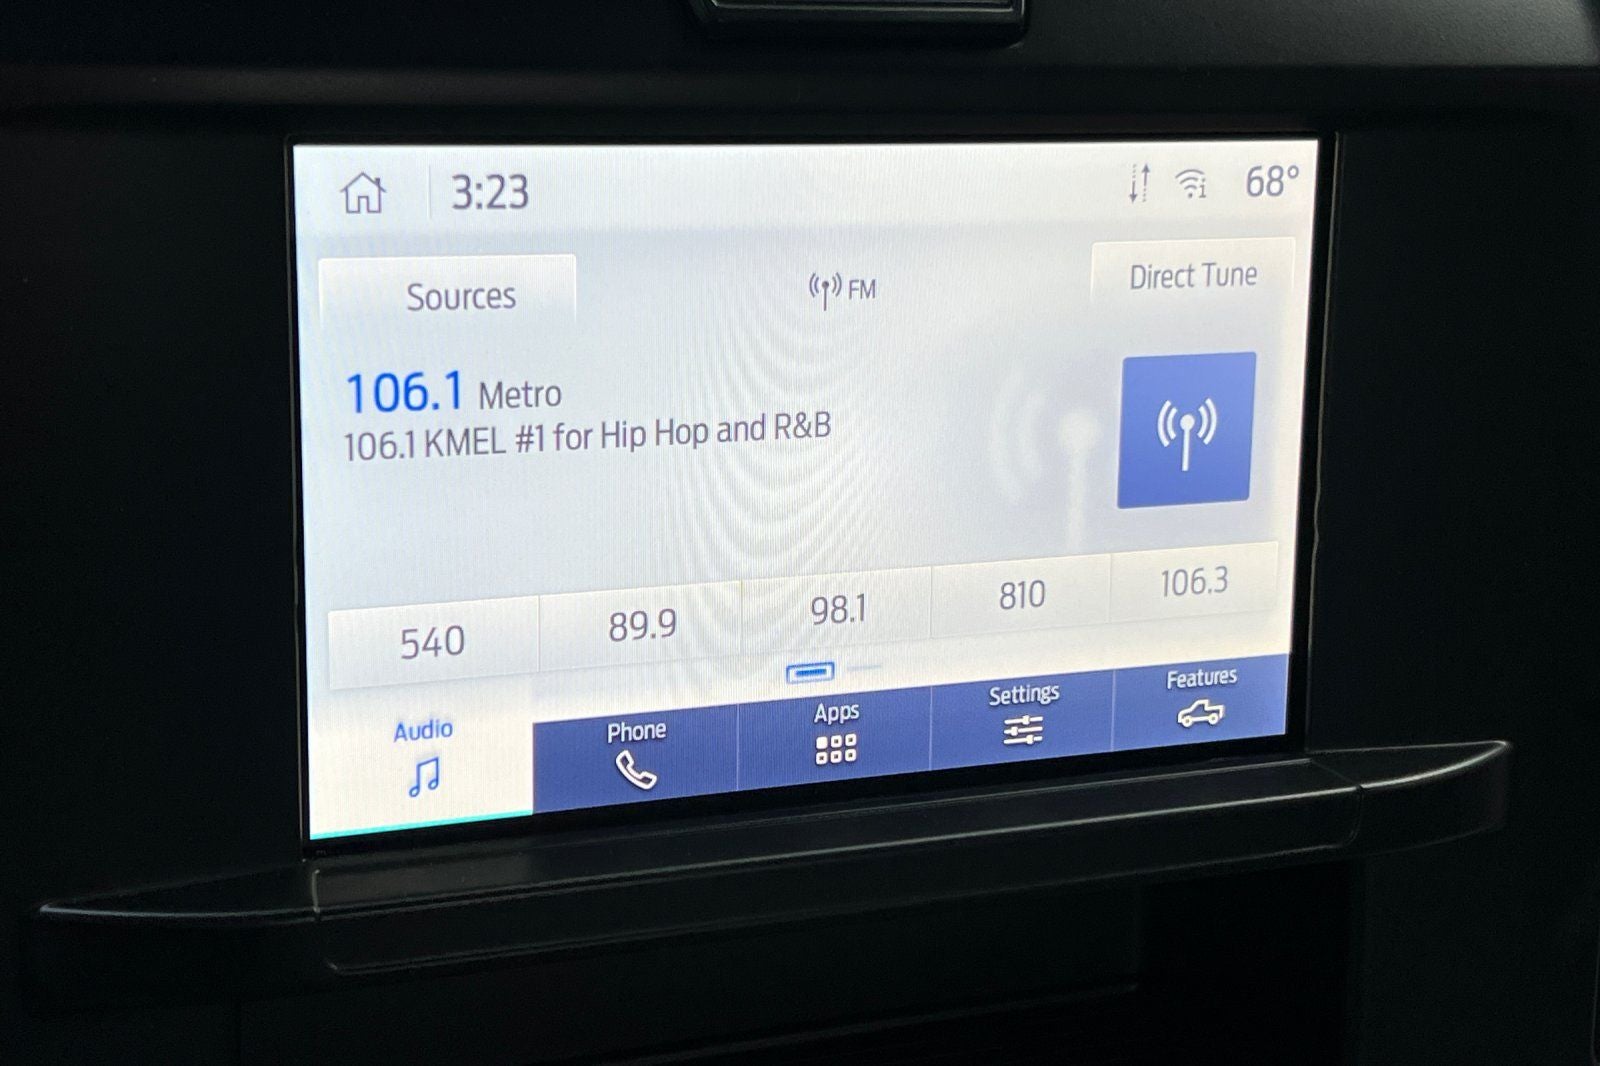 3:23 68°
Sources FM Direct Tune
106.1 Metro
106.1 KMEL #1 for Hip Hop and R&B
540 89.9 98.1 810 106.3
Audio Phone Apps Settings Features